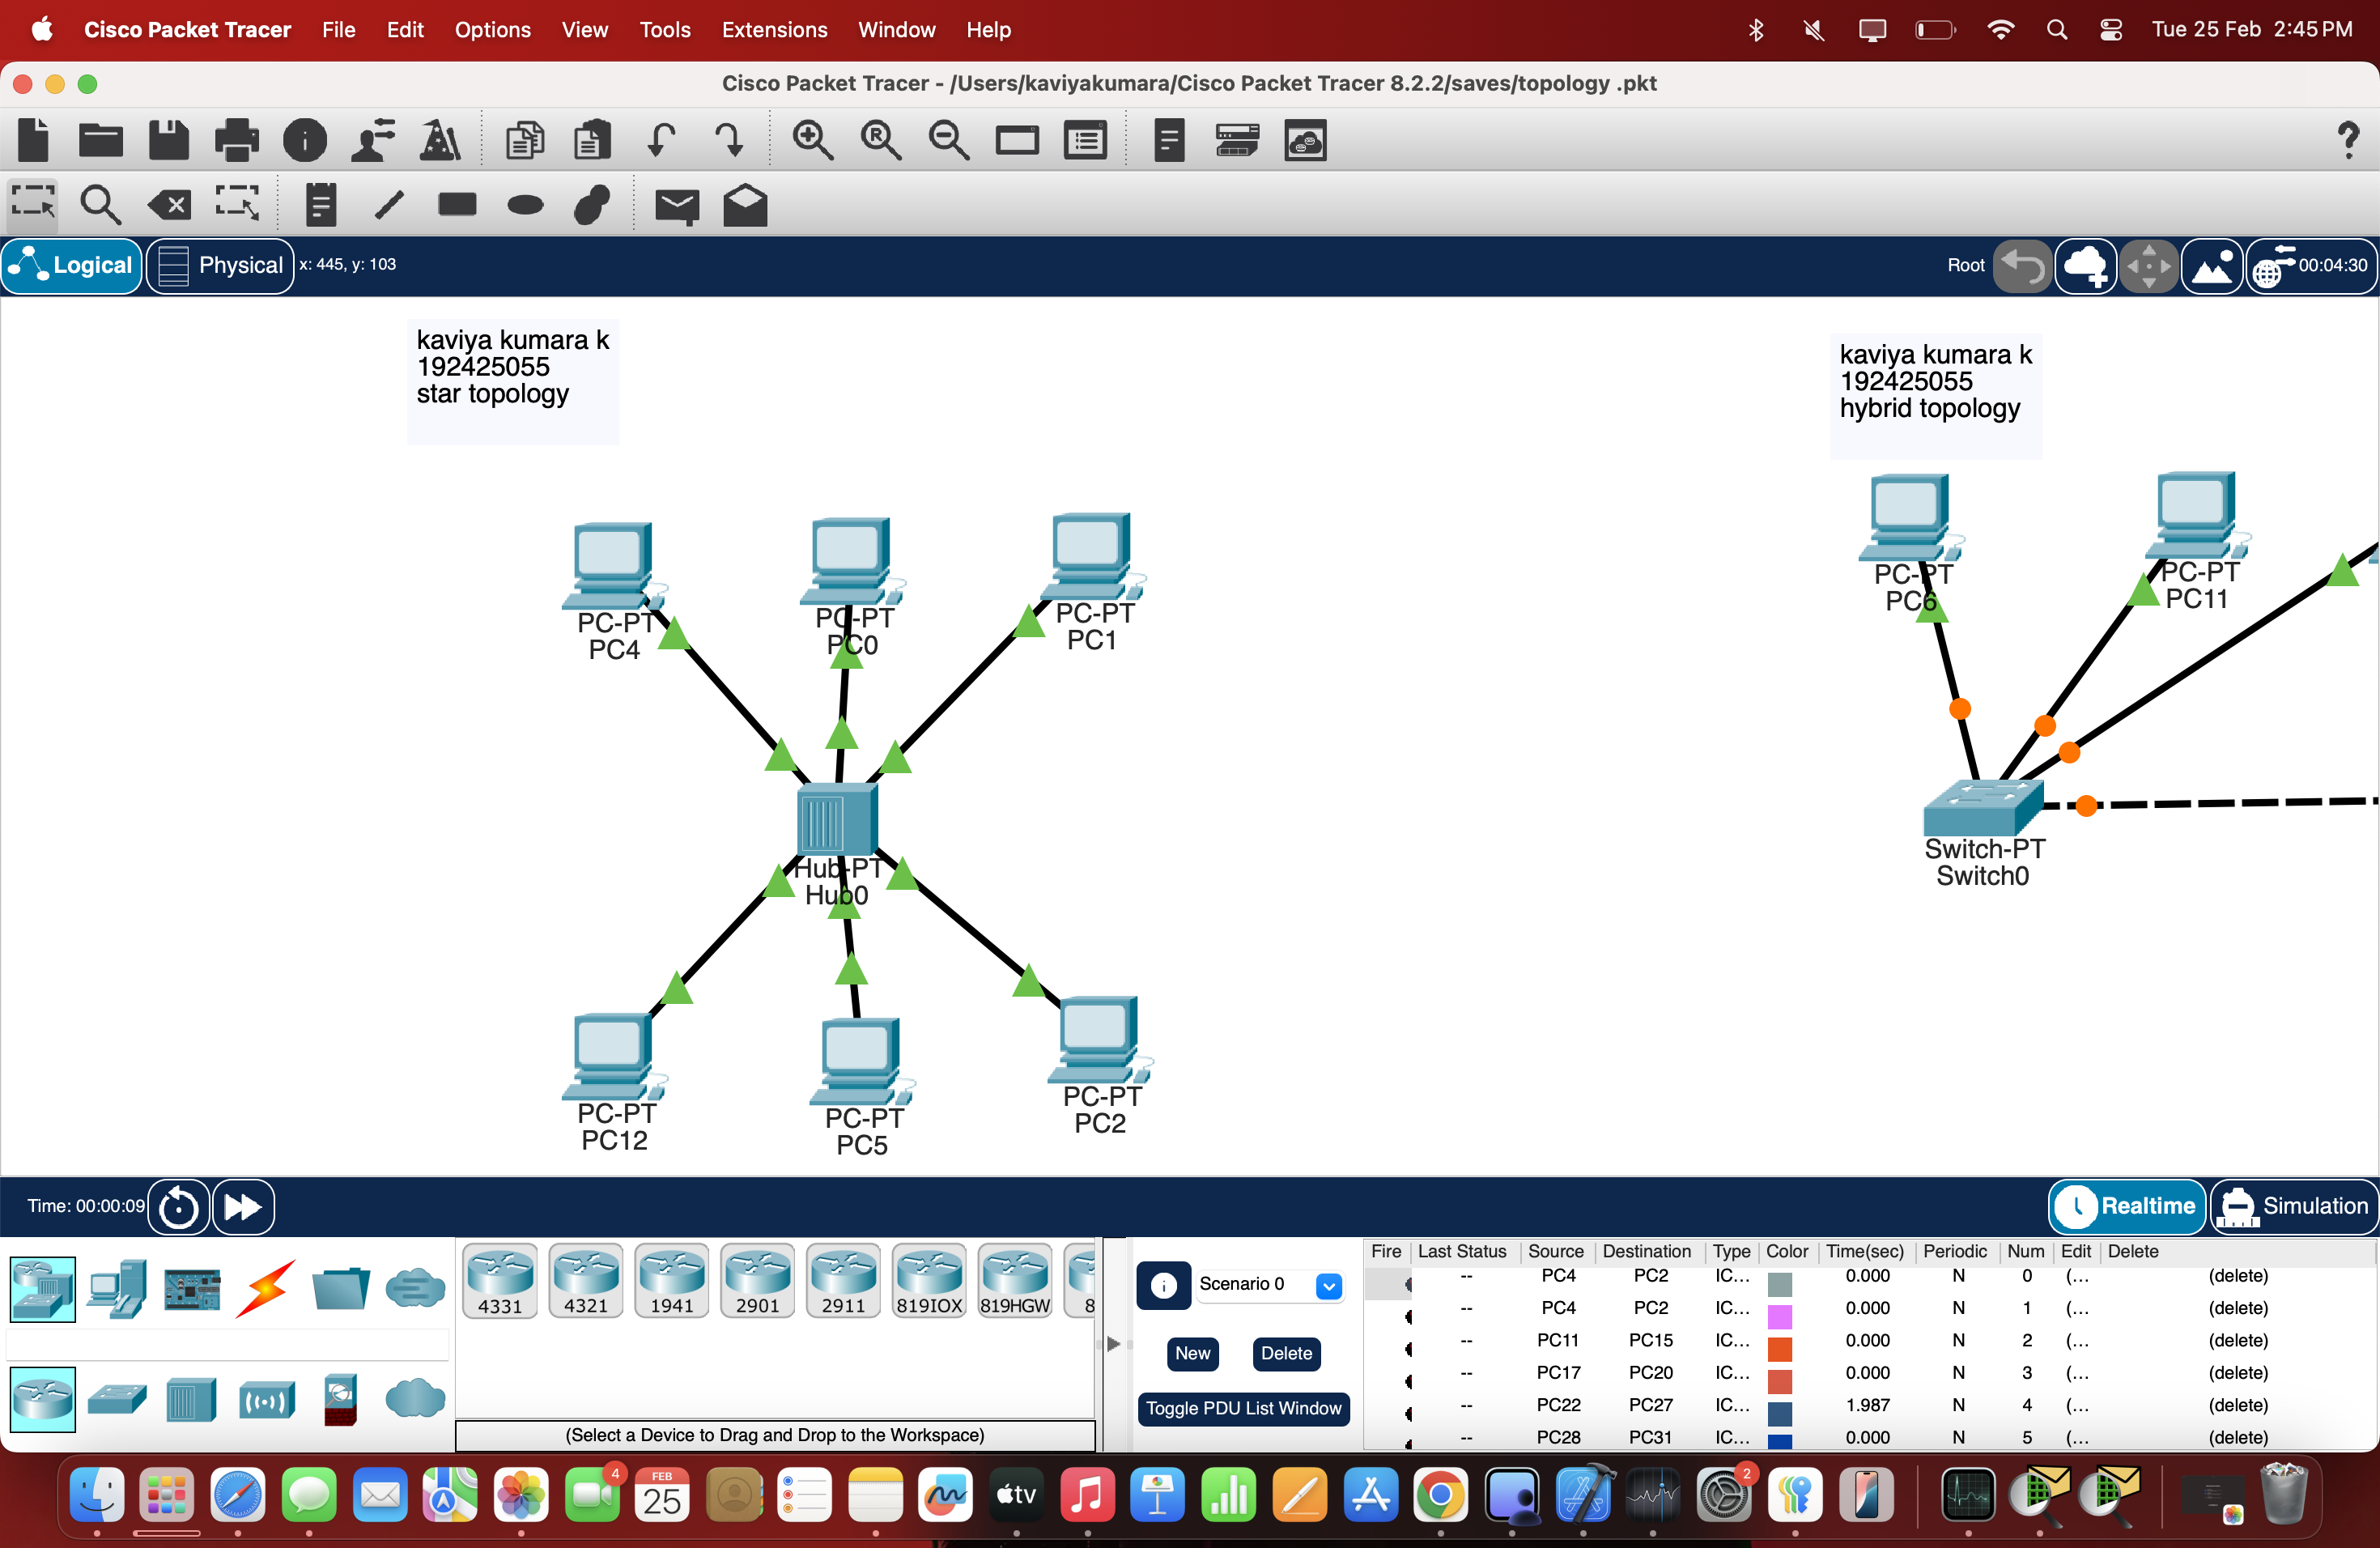 Cisco Packet Tracer File Edit Options View Tools Extensions Window Help Tue 25 Feb 2:45 PM
Cisco Packet Tracer - /Users/kaviyakumara/Cisco Packet Tracer 8.2.2/saves/topology .pkt
Logical Physical x: 445, y: 103 Root 00:04:30
kaviya kumara k
192425055
star topology
kaviya kumara k
192425055
hybrid topology
PC-PT
PC4
PC-PT
PC0
PC-PT
PC1
PC-PT
PC6
PC-PT
PC11
Hub-PT
Hub0
Switch-PT
Switch0
PC-PT
PC12
PC-PT
PC5
PC-PT
PC2
Time: 00:00:09 Realtime Simulation
4331 4321 1941 2901 2911 819IOX 819HGW 8
(Select a Device to Drag and Drop to the Workspace)
Scenario 0
New Delete
Toggle PDU List Window
Fire Last Status Source Destination Type Color Time(sec) Periodic Num Edit Delete
-- PC4 PC2 IC... 0.000 N 0 (... (delete)
-- PC4 PC2 IC... 0.000 N 1 (... (delete)
-- PC11 PC15 IC... 0.000 N 2 (... (delete)
-- PC17 PC20 IC... 0.000 N 3 (... (delete)
-- PC22 PC27 IC... 1.987 N 4 (... (delete)
-- PC28 PC31 IC... 0.000 N 5 (... (delete)
4 FEB 25 tv 2